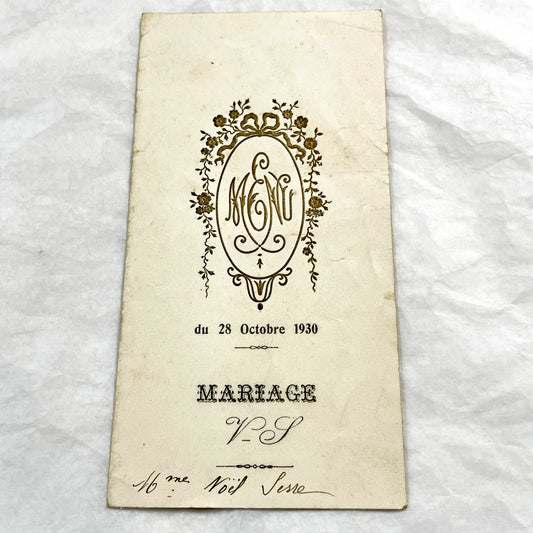 MENU
du 28 Octobre 1930
MARIAGE
V-S
Mme. Noël Serre